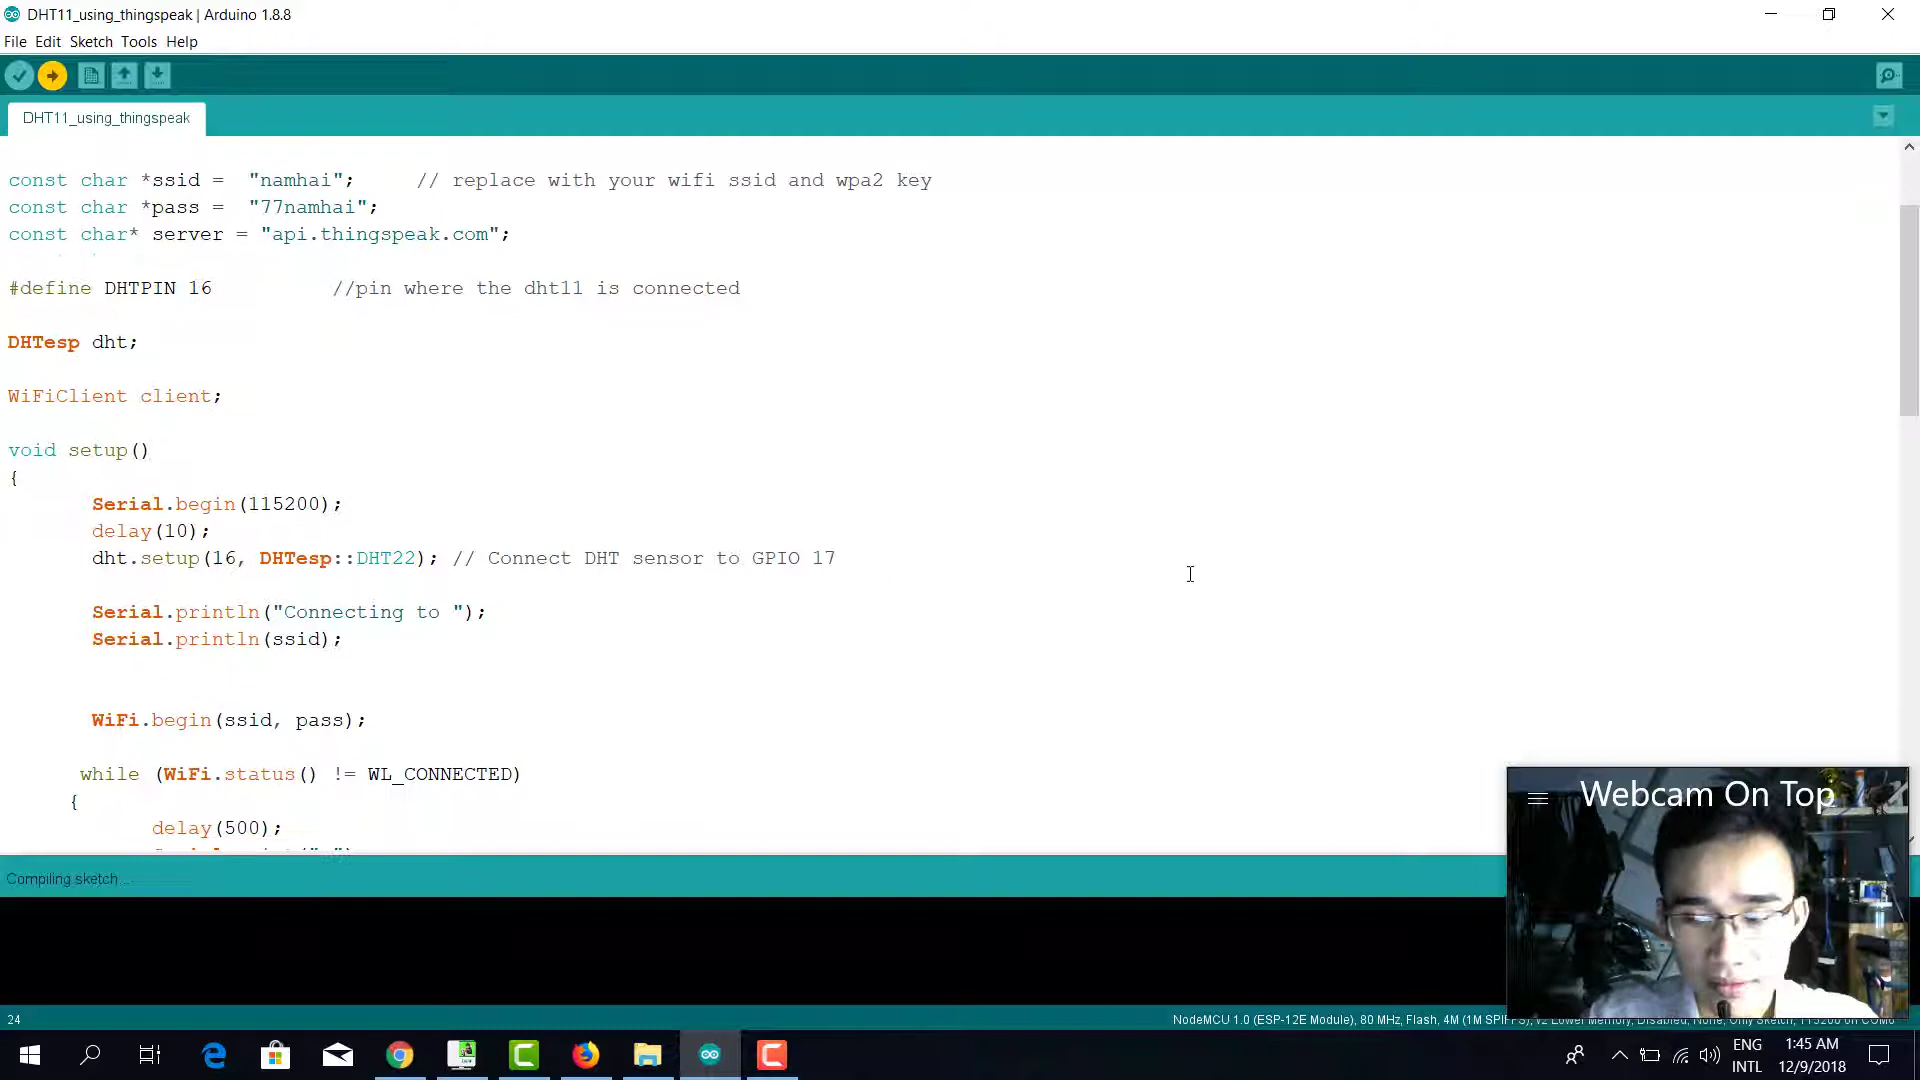 DHT11_using_thingspeak | Arduino 1.8.8
File Edit Sketch Tools Help
DHT11_using_thingspeak
const char *ssid = "namhai"; // replace with your wifi ssid and wpa2 key
const char *pass = "77namhai";
const char* server = "api.thingspeak.com";
#define DHTPIN 16 //pin where the dht11 is connected
DHTesp dht;
WiFiClient client;
void setup()
{
Serial.begin(115200);
delay(10);
dht.setup(16, DHTesp::DHT22); // Connect DHT sensor to GPIO 17
Serial.println("Connecting to ");
Serial.println(ssid);
WiFi.begin(ssid, pass);
while (WiFi.status() != WL_CONNECTED)
{
delay(500);
Compiling sketch...
Webcam On Top
24
NodeMCU 1.0 (ESP-12E Module), 80 MHz, Flash, 4M (1M SPIFFS), v2 Lower Memory, Disabled, None, Only Sketch, 115200 on
ENG
INTL
1:45 AM
12/9/2018